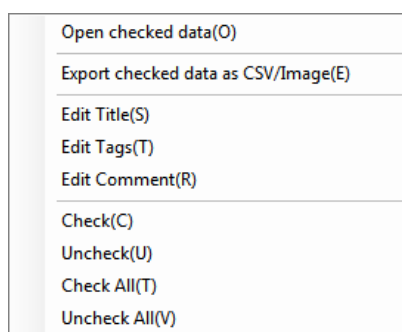 Open checked data(O)
Export checked data as CSV/Image(E)
Edit Title(S)
Edit Tags(T)
Edit Comment(R)
Check(C)
Uncheck(U)
Check All(T)
Uncheck All(V)